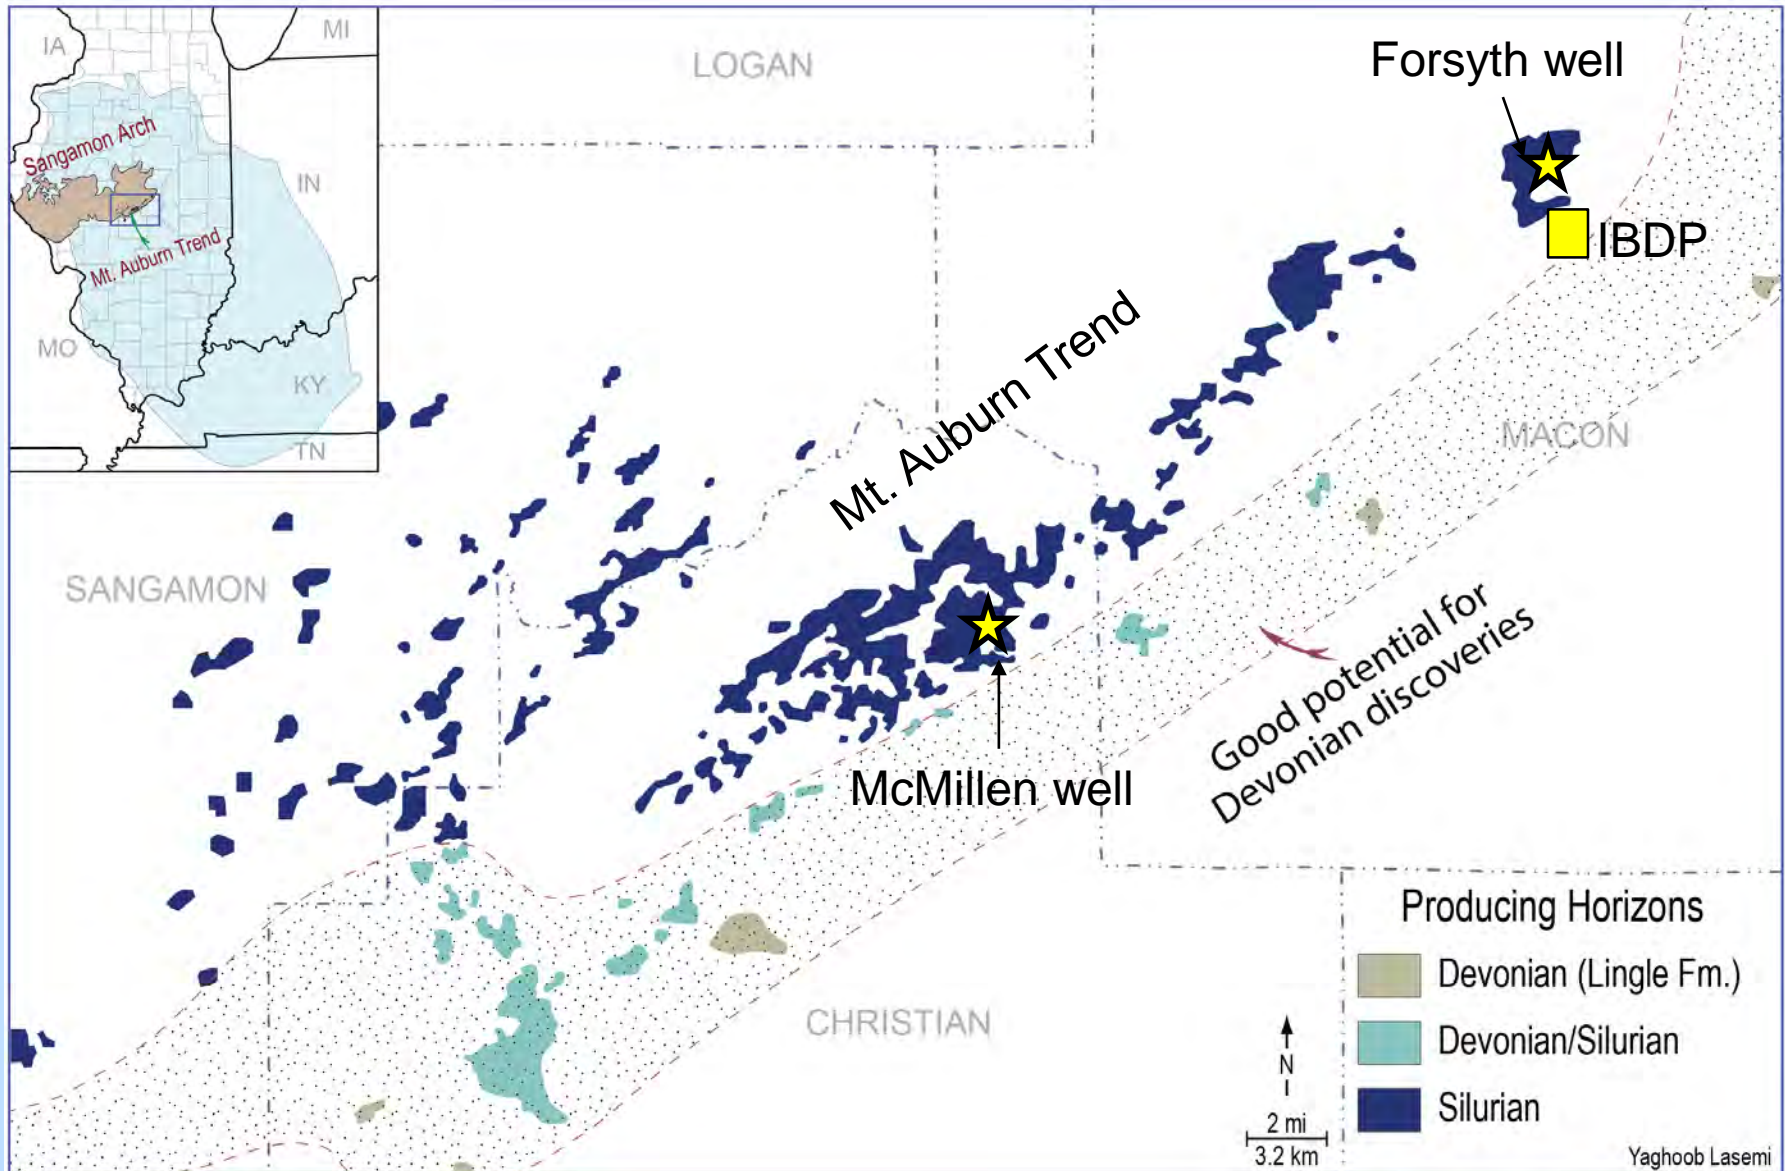 IA
MI
Sangamon Arch
IN
Mt. Auburn Trend
MO
KY
TN
LOGAN
Forsyth well
IBDP
Mt. Auburn Trend
MACON
SANGAMON
McMillen well
Good potential for
Devonian discoveries
CHRISTIAN
N
2 mi
3.2 km
Producing Horizons
Devonian (Lingle Fm.)
Devonian/Silurian
Silurian
Yaghoob Lasemi